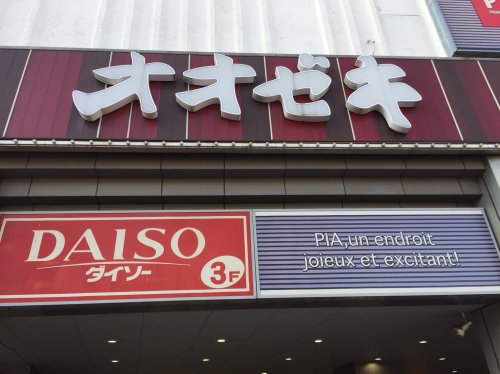 オオゼキ
DAISO
ダイソー
3F
PIA,un endroit
joieux et excitant!